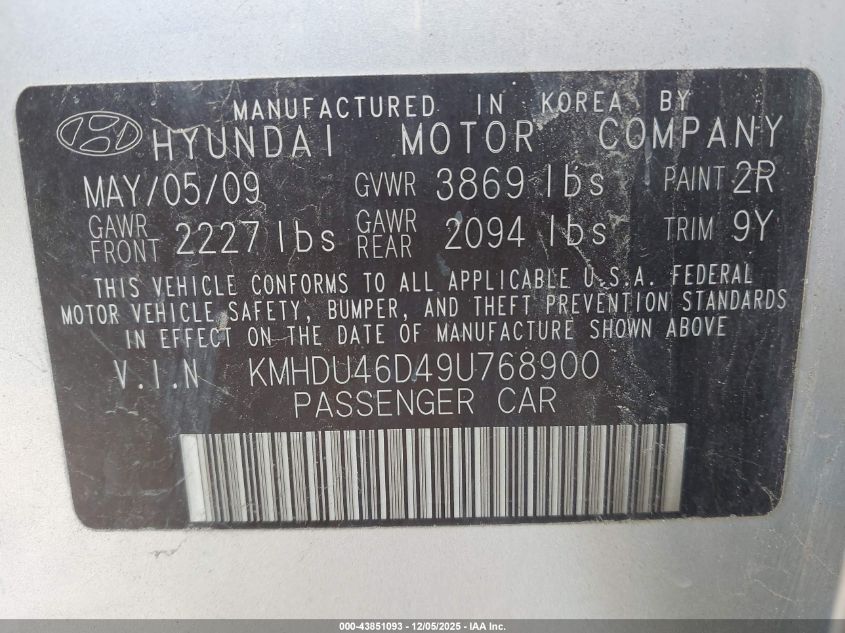 MANUFACTURED IN KOREA BY
HYUNDAI MOTOR COMPANY
MAY/05/09 GVWR 3869 lbs PAINT 2R
GAWR FRONT 2227 lbs GAWR REAR 2094 lbs TRIM 9Y
THIS VEHICLE CONFORMS TO ALL APPLICABLE U.S.A. FEDERAL
MOTOR VEHICLE SAFETY, BUMPER, AND THEFT PREVENTION STANDARDS
IN EFFECT ON THE DATE OF MANUFACTURE SHOWN ABOVE
V.I.N KMHDU46D49U768900
PASSENGER CAR
000-43851093 - 12/05/2025 - IAA Inc.